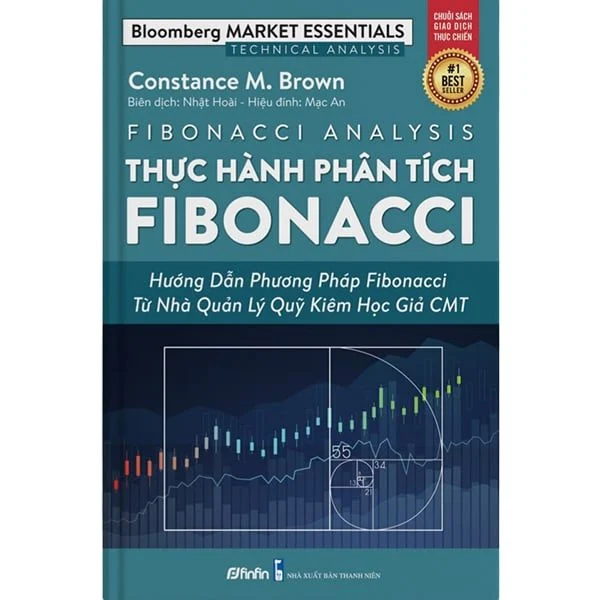 Bloomberg MARKET ESSENTIALS
TECHNICAL ANALYSIS
CHUỖI SÁCH
GIAO DỊCH
THỰC CHIẾN
#1
BEST
SELLER
Constance M. Brown
Biên dịch: Nhật Hoài - Hiệu đính: Mạc An
FIBONACCI ANALYSIS
THỰC HÀNH PHÂN TÍCH
FIBONACCI
Hướng Dẫn Phương Pháp Fibonacci
Từ Nhà Quản Lý Quỹ Kiêm Học Giả CMT
55
34
13
21
finfin
NHÀ XUẤT BẢN THANH NIÊN